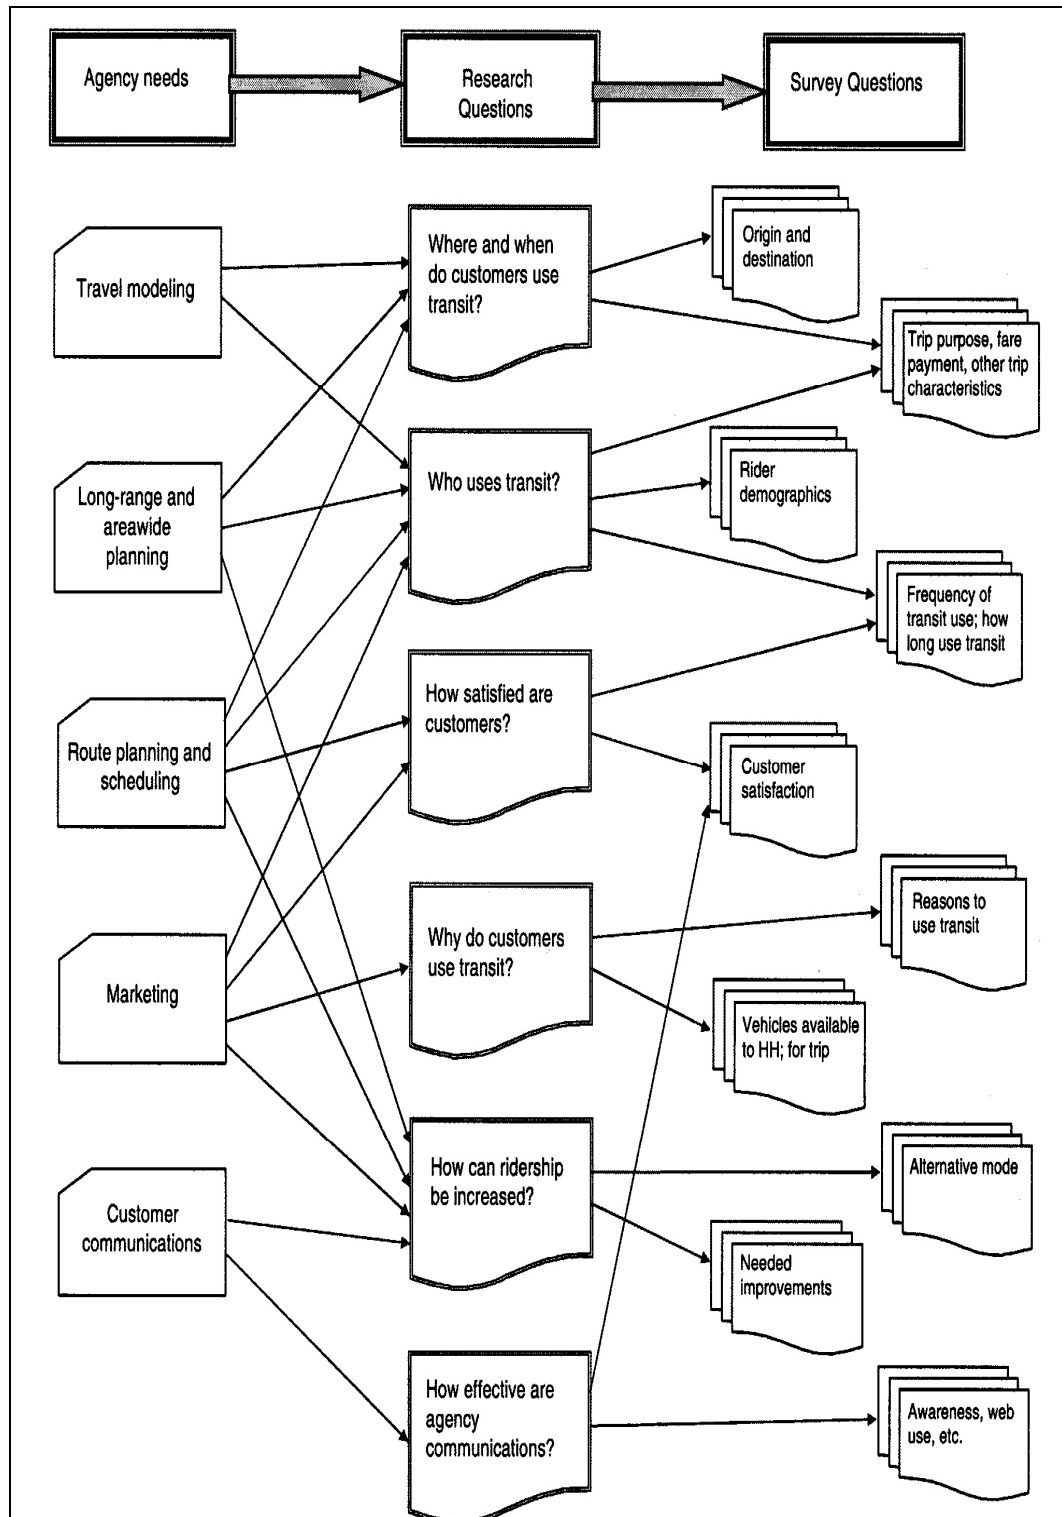 Agency needs
Research
Questions
Survey Questions
Travel modeling
Where and when
do customers use
transit?
Origin and
destination
Trip purpose, fare
payment, other trip
characteristics
Long-range and
areawide
planning
Who uses transit?
Rider
demographics
Frequency of
transit use; how
long use transit
Route planning and
scheduling
How satisfied are
customers?
Customer
satisfaction
Marketing
Why do customers
use transit?
Reasons to
use transit
Vehicles available
to HH; for trip
Customer
communications
How can ridership
be increased?
Alternative mode
Needed
improvements
How effective are
agency
communications?
Awareness, web
use, etc.